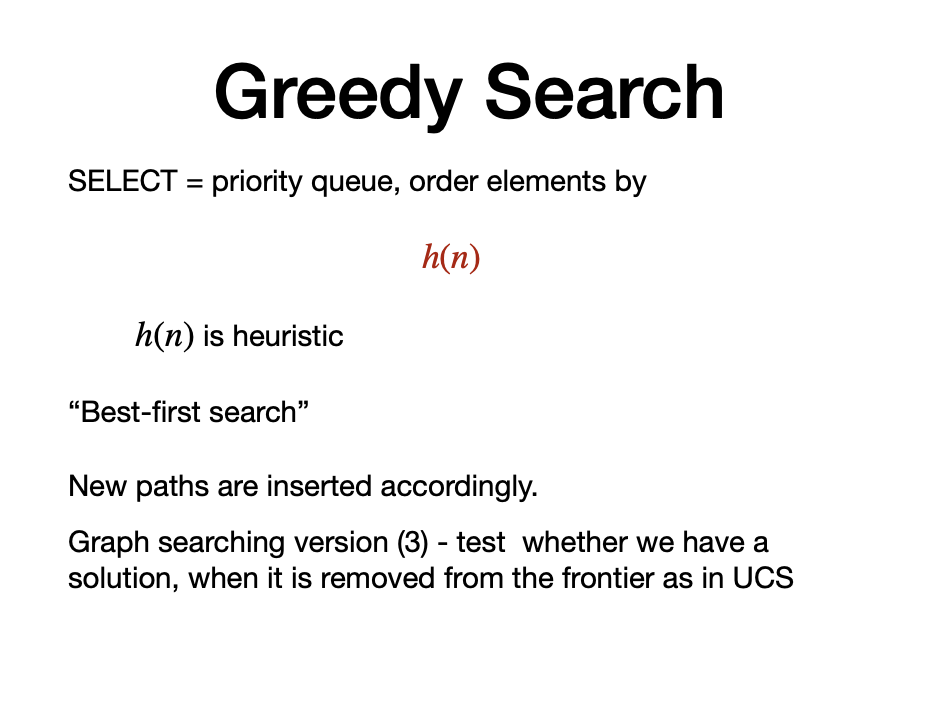 Greedy Search
SELECT = priority queue, order elements by
h(n)
h(n) is heuristic
“Best-first search”
New paths are inserted accordingly.
Graph searching version (3) - test  whether we have a
solution, when it is removed from the frontier as in UCS